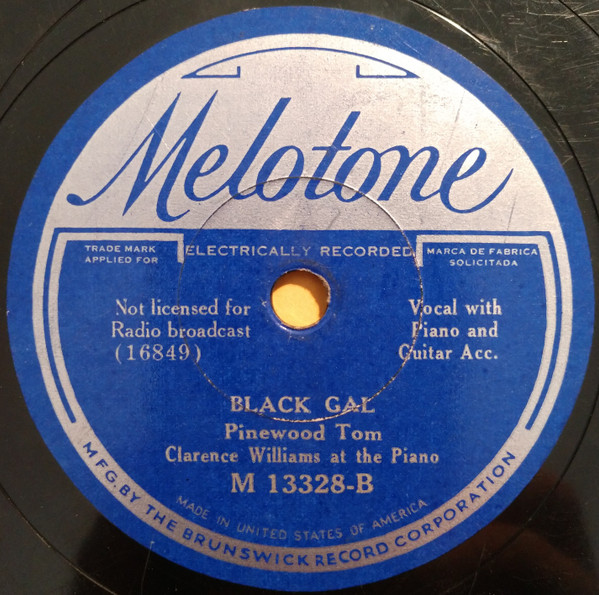 Melotone
TRADE MARK
APPLIED FOR
ELECTRICALLY RECORDED
MARCA DE FABRICA
SOLICITADA
Not licensed for
Radio broadcast
(16849)
Vocal with
Piano and
Guitar Acc.
BLACK GAL
Pinewood Tom
Clarence Williams at the Piano
M 13328-B
MADE IN UNITED STATES OF AMERICA
MFG. BY THE BRUNSWICK RECORD CORPORATION